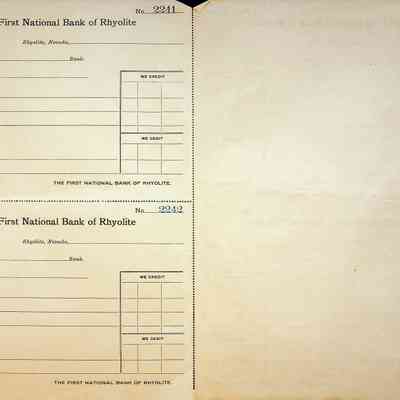 No. 2241
First National Bank of Rhyolite
Rhyolite, Nevada,
Bank
WE CREDIT
WE DEBIT
THE FIRST NATIONAL BANK OF RHYOLITE.
No. 2242
First National Bank of Rhyolite
Rhyolite, Nevada,
Bank
WE CREDIT
WE DEBIT
THE FIRST NATIONAL BANK OF RHYOLITE.